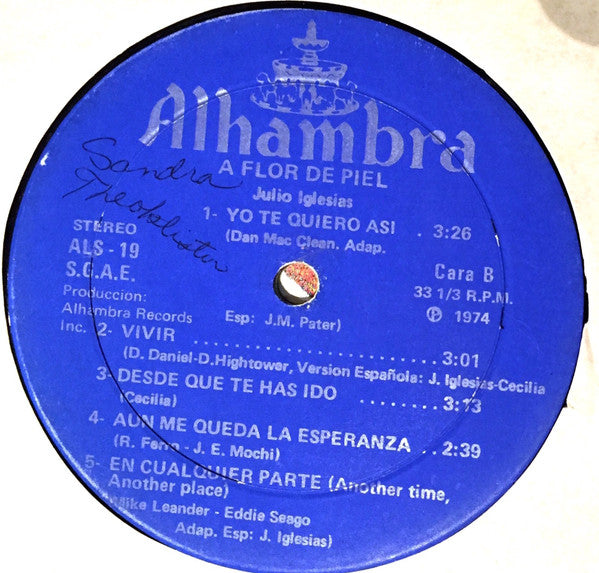 Alhambra
A FLOR DE PIEL
Julio Iglesias
Sandra
1- YO TE QUIERO ASI . 3:26
(Dan Mac Clean. Adap.
Esp: J.M. Pater)
STEREO
ALS - 19
S.G.A.E.
Produccion:
Alhambra Records
Inc.
Cara B
33 1/3 R.P.M.
℗ 1974
2- VIVIR ........................ 3:01
(D. Daniel-D.Hightower, Version Española: J. Iglesias-Cecilia
3- DESDE QUE TE HAS IDO ........ 3:13
(Cecilia)
4- AUN ME QUEDA LA ESPERANZA .. 2:39
(R. Ferro - J. E. Mochi)
5- EN CUALQUIER PARTE (Another time,
Another place)
Mike Leander - Eddie Seago
Adap. Esp: J. Iglesias)